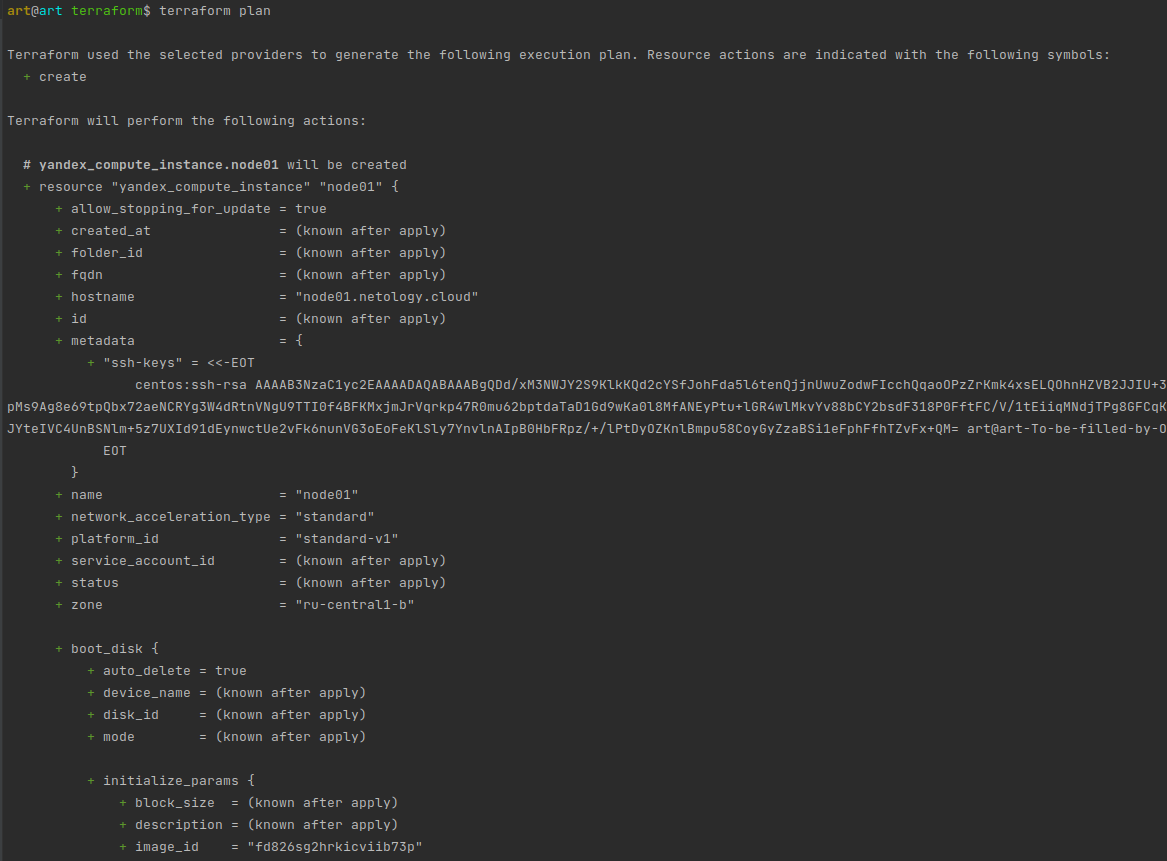 art@art terraform$ terraform plan
Terraform used the selected providers to generate the following execution plan. Resource actions are indicated with the following symbols:
+ create
Terraform will perform the following actions:
# yandex_compute_instance.node01 will be created
+ resource "yandex_compute_instance" "node01" {
+ allow_stopping_for_update = true
+ created_at = (known after apply)
+ folder_id = (known after apply)
+ fqdn = (known after apply)
+ hostname = "node01.netology.cloud"
+ id = (known after apply)
+ metadata = {
+ "ssh-keys" = <<-EOT
centos:ssh-rsa AAAAB3NzaC1yc2EAAAADAQABAAABgQDd/xM3NWJY2S9KlkKQd2cYSfJohFda5l6tenQjjnUwuZodwFIcchQqaoOPzZrKmk4xsELQOhnHZVB2JJIU+3
pMs9Ag8e69tpQbx72aeNCRYg3W4dRtnVNgU9TTI0f4BFKMxjmJrVqrkp47R0mu62bptdaTaD1Gd9wKa0l8MfANEyPtu+lGR4wlMkvYv88bCY2bsdF318P0FftFC/V/1tEiiqMNdjTPg8GFCqK
JYteIVC4UnBSNlm+5z7UXId91dEynwctUe2vFk6nunVG3oEoFeKlSly7YnvlnAIpB0HbFRpz/+/lPtDyOZKnlBmpu58CoyGyZzaBSi1eFphFfhTZvFx+QM= art@art-To-be-filled-by-O
EOT
}
+ name = "node01"
+ network_acceleration_type = "standard"
+ platform_id = "standard-v1"
+ service_account_id = (known after apply)
+ status = (known after apply)
+ zone = "ru-central1-b"
+ boot_disk {
+ auto_delete = true
+ device_name = (known after apply)
+ disk_id = (known after apply)
+ mode = (known after apply)
+ initialize_params {
+ block_size = (known after apply)
+ description = (known after apply)
+ image_id = "fd826sg2hrkicviib73p"